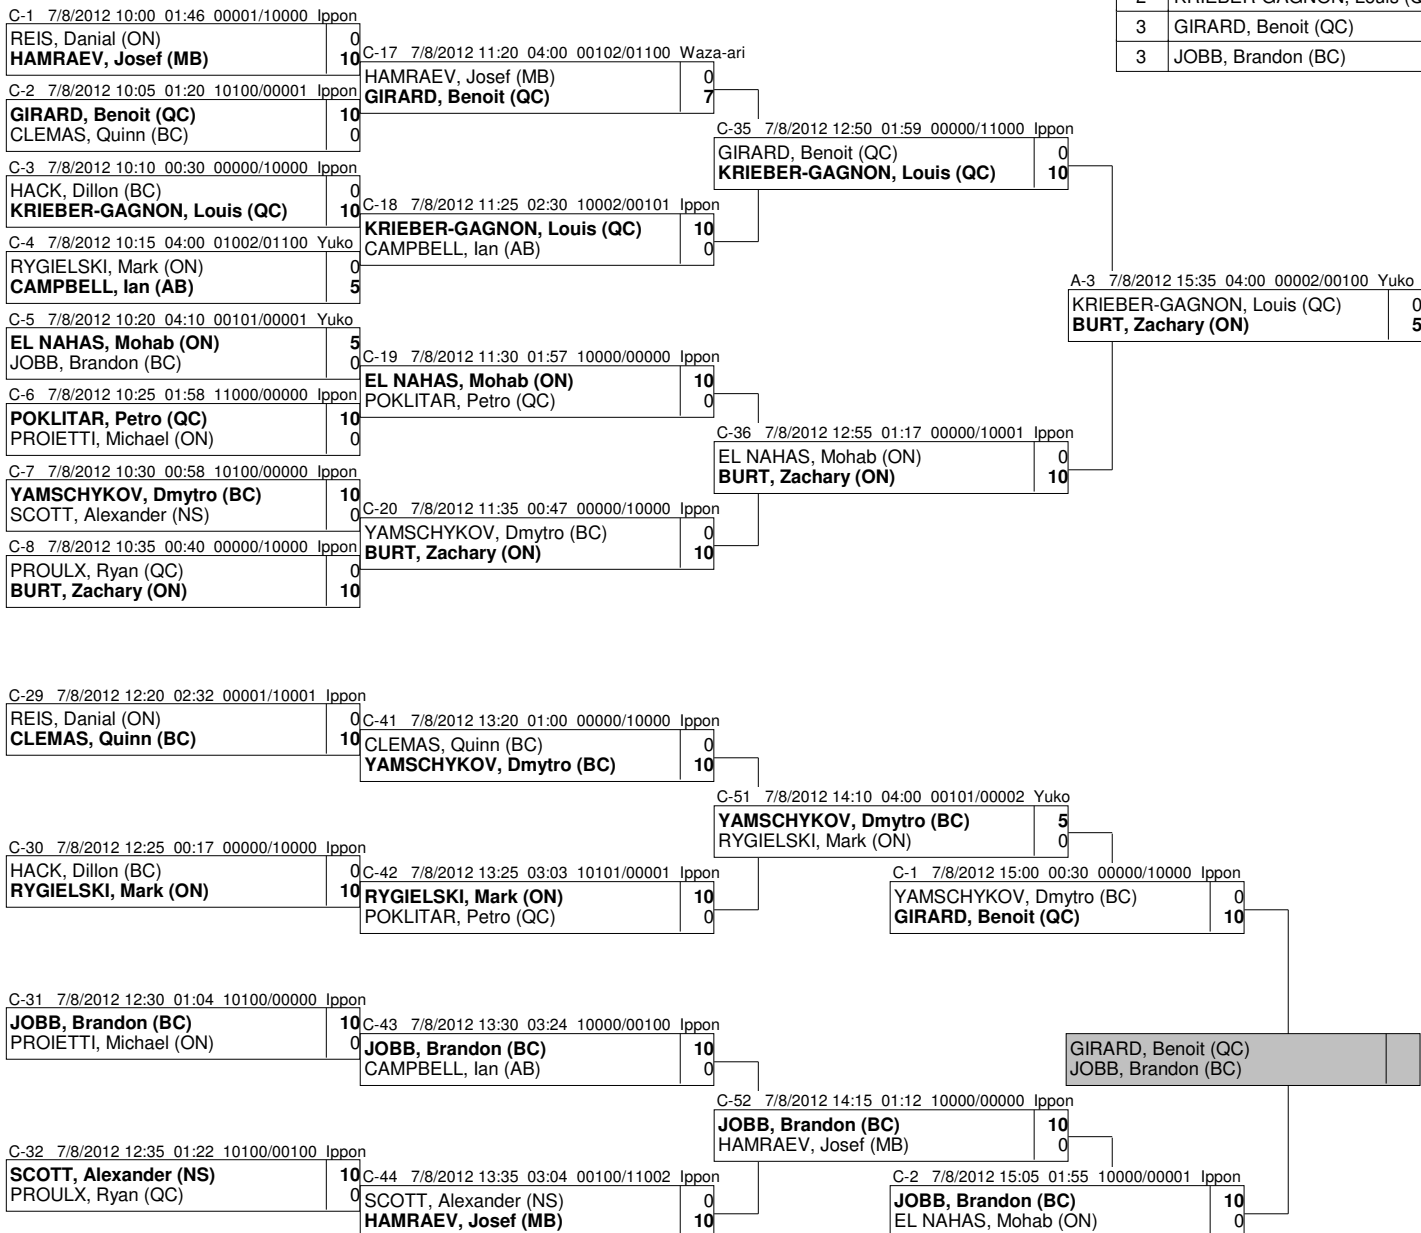 2 KRIEBER-GAGNON, Louis
3 GIRARD, Benoit (QC)
3 JOBB, Brandon (BC)
C-1 7/8/2012 10:00 01:46 00001/10000 Ippon
REIS, Danial (ON) 0
HAMRAEV, Josef (MB) 10
C-2 7/8/2012 10:05 01:20 10100/00001 Ippon
GIRARD, Benoit (QC) 10
CLEMAS, Quinn (BC) 0
C-3 7/8/2012 10:10 00:30 00000/10000 Ippon
HACK, Dillon (BC) 0
KRIEBER-GAGNON, Louis (QC) 10
C-4 7/8/2012 10:15 04:00 01002/01100 Yuko
RYGIELSKI, Mark (ON) 0
CAMPBELL, Ian (AB) 5
C-5 7/8/2012 10:20 04:10 00101/00001 Yuko
EL NAHAS, Mohab (ON) 5
JOBB, Brandon (BC) 0
C-6 7/8/2012 10:25 01:58 11000/00000 Ippon
POKLITAR, Petro (QC) 10
PROIETTI, Michael (ON) 0
C-7 7/8/2012 10:30 00:58 10100/00000 Ippon
YAMSCHYKOV, Dmytro (BC) 10
SCOTT, Alexander (NS) 0
C-8 7/8/2012 10:35 00:40 00000/10000 Ippon
PROULX, Ryan (QC) 0
BURT, Zachary (ON) 10
C-17 7/8/2012 11:20 04:00 00102/01100 Waza-ari
HAMRAEV, Josef (MB) 0
GIRARD, Benoit (QC) 7
C-18 7/8/2012 11:25 02:30 10002/00101 Ippon
KRIEBER-GAGNON, Louis (QC) 10
CAMPBELL, Ian (AB) 0
C-19 7/8/2012 11:30 01:57 10000/00000 Ippon
EL NAHAS, Mohab (ON) 10
POKLITAR, Petro (QC) 0
C-20 7/8/2012 11:35 00:47 00000/10000 Ippon
YAMSCHYKOV, Dmytro (BC) 0
BURT, Zachary (ON) 10
C-35 7/8/2012 12:50 01:59 00000/11000 Ippon
GIRARD, Benoit (QC) 0
KRIEBER-GAGNON, Louis (QC) 10
C-36 7/8/2012 12:55 01:17 00000/10001 Ippon
EL NAHAS, Mohab (ON) 0
BURT, Zachary (ON) 10
A-3 7/8/2012 15:35 04:00 00002/00100 Yuko
KRIEBER-GAGNON, Louis (QC) 0
BURT, Zachary (ON) 5
C-29 7/8/2012 12:20 02:32 00001/10001 Ippon
REIS, Danial (ON) 0
CLEMAS, Quinn (BC) 10
C-30 7/8/2012 12:25 00:17 00000/10000 Ippon
HACK, Dillon (BC) 0
RYGIELSKI, Mark (ON) 10
C-31 7/8/2012 12:30 01:04 10100/00000 Ippon
JOBB, Brandon (BC) 10
PROIETTI, Michael (ON) 0
C-32 7/8/2012 12:35 01:22 10100/00100 Ippon
SCOTT, Alexander (NS) 10
PROULX, Ryan (QC) 0
C-41 7/8/2012 13:20 01:00 00000/10000 Ippon
CLEMAS, Quinn (BC) 0
YAMSCHYKOV, Dmytro (BC) 10
C-42 7/8/2012 13:25 03:03 10101/00001 Ippon
RYGIELSKI, Mark (ON) 10
POKLITAR, Petro (QC) 0
C-43 7/8/2012 13:30 03:24 10000/00100 Ippon
JOBB, Brandon (BC) 10
CAMPBELL, Ian (AB) 0
C-44 7/8/2012 13:35 03:04 00100/11002 Ippon
SCOTT, Alexander (NS) 0
HAMRAEV, Josef (MB) 10
C-51 7/8/2012 14:10 04:00 00101/00002 Yuko
YAMSCHYKOV, Dmytro (BC) 5
RYGIELSKI, Mark (ON) 0
C-52 7/8/2012 14:15 01:12 10000/00000 Ippon
JOBB, Brandon (BC) 10
HAMRAEV, Josef (MB) 0
C-1 7/8/2012 15:00 00:30 00000/10000 Ippon
YAMSCHYKOV, Dmytro (BC) 0
GIRARD, Benoit (QC) 10
C-2 7/8/2012 15:05 01:55 10000/00001 Ippon
JOBB, Brandon (BC) 10
EL NAHAS, Mohab (ON) 0
GIRARD, Benoit (QC)
JOBB, Brandon (BC)